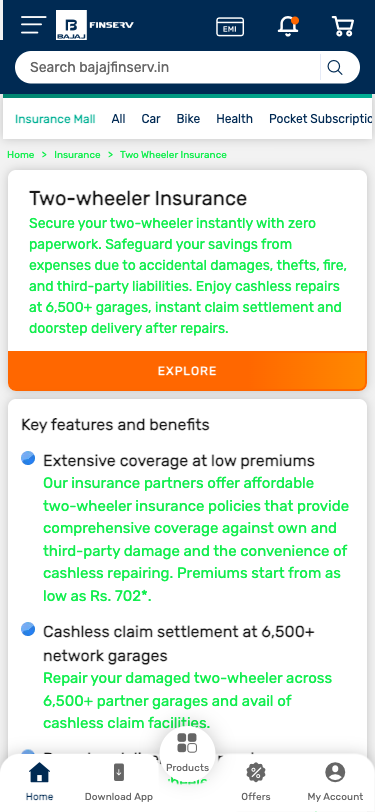 BAJAJ
FINSERV
EMI
Search bajajfinserv.in
Insurance Mall All Car Bike Health Pocket Subscriptio
Home > Insurance > Two Wheeler Insurance
Two-wheeler Insurance
Secure your two-wheeler instantly with zero
paperwork. Safeguard your savings from
expenses due to accidental damages, thefts, fire,
and third-party liabilities. Enjoy cashless repairs
at 6,500+ garages, instant claim settlement and
doorstep delivery after repairs.
EXPLORE
Key features and benefits
Extensive coverage at low premiums
Our insurance partners offer affordable
two-wheeler insurance policies that provide
comprehensive coverage against own and
third-party damage and the convenience of
cashless repairing. Premiums start from as
low as Rs. 702*.
Cashless claim settlement at 6,500+
network garages
Repair your damaged two-wheeler across
6,500+ partner garages and avail of
cashless claim facilities.
Home Download App Products Offers My Account